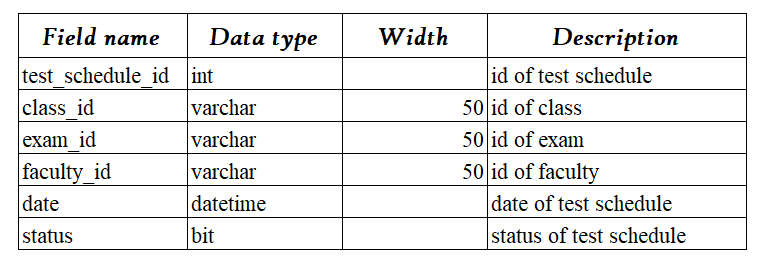 Field name Data type Width Description
test_schedule_id int id of test schedule
class_id varchar 50 id of class
exam_id varchar 50 id of exam
faculty_id varchar 50 id of faculty
date datetime date of test schedule
status bit status of test schedule